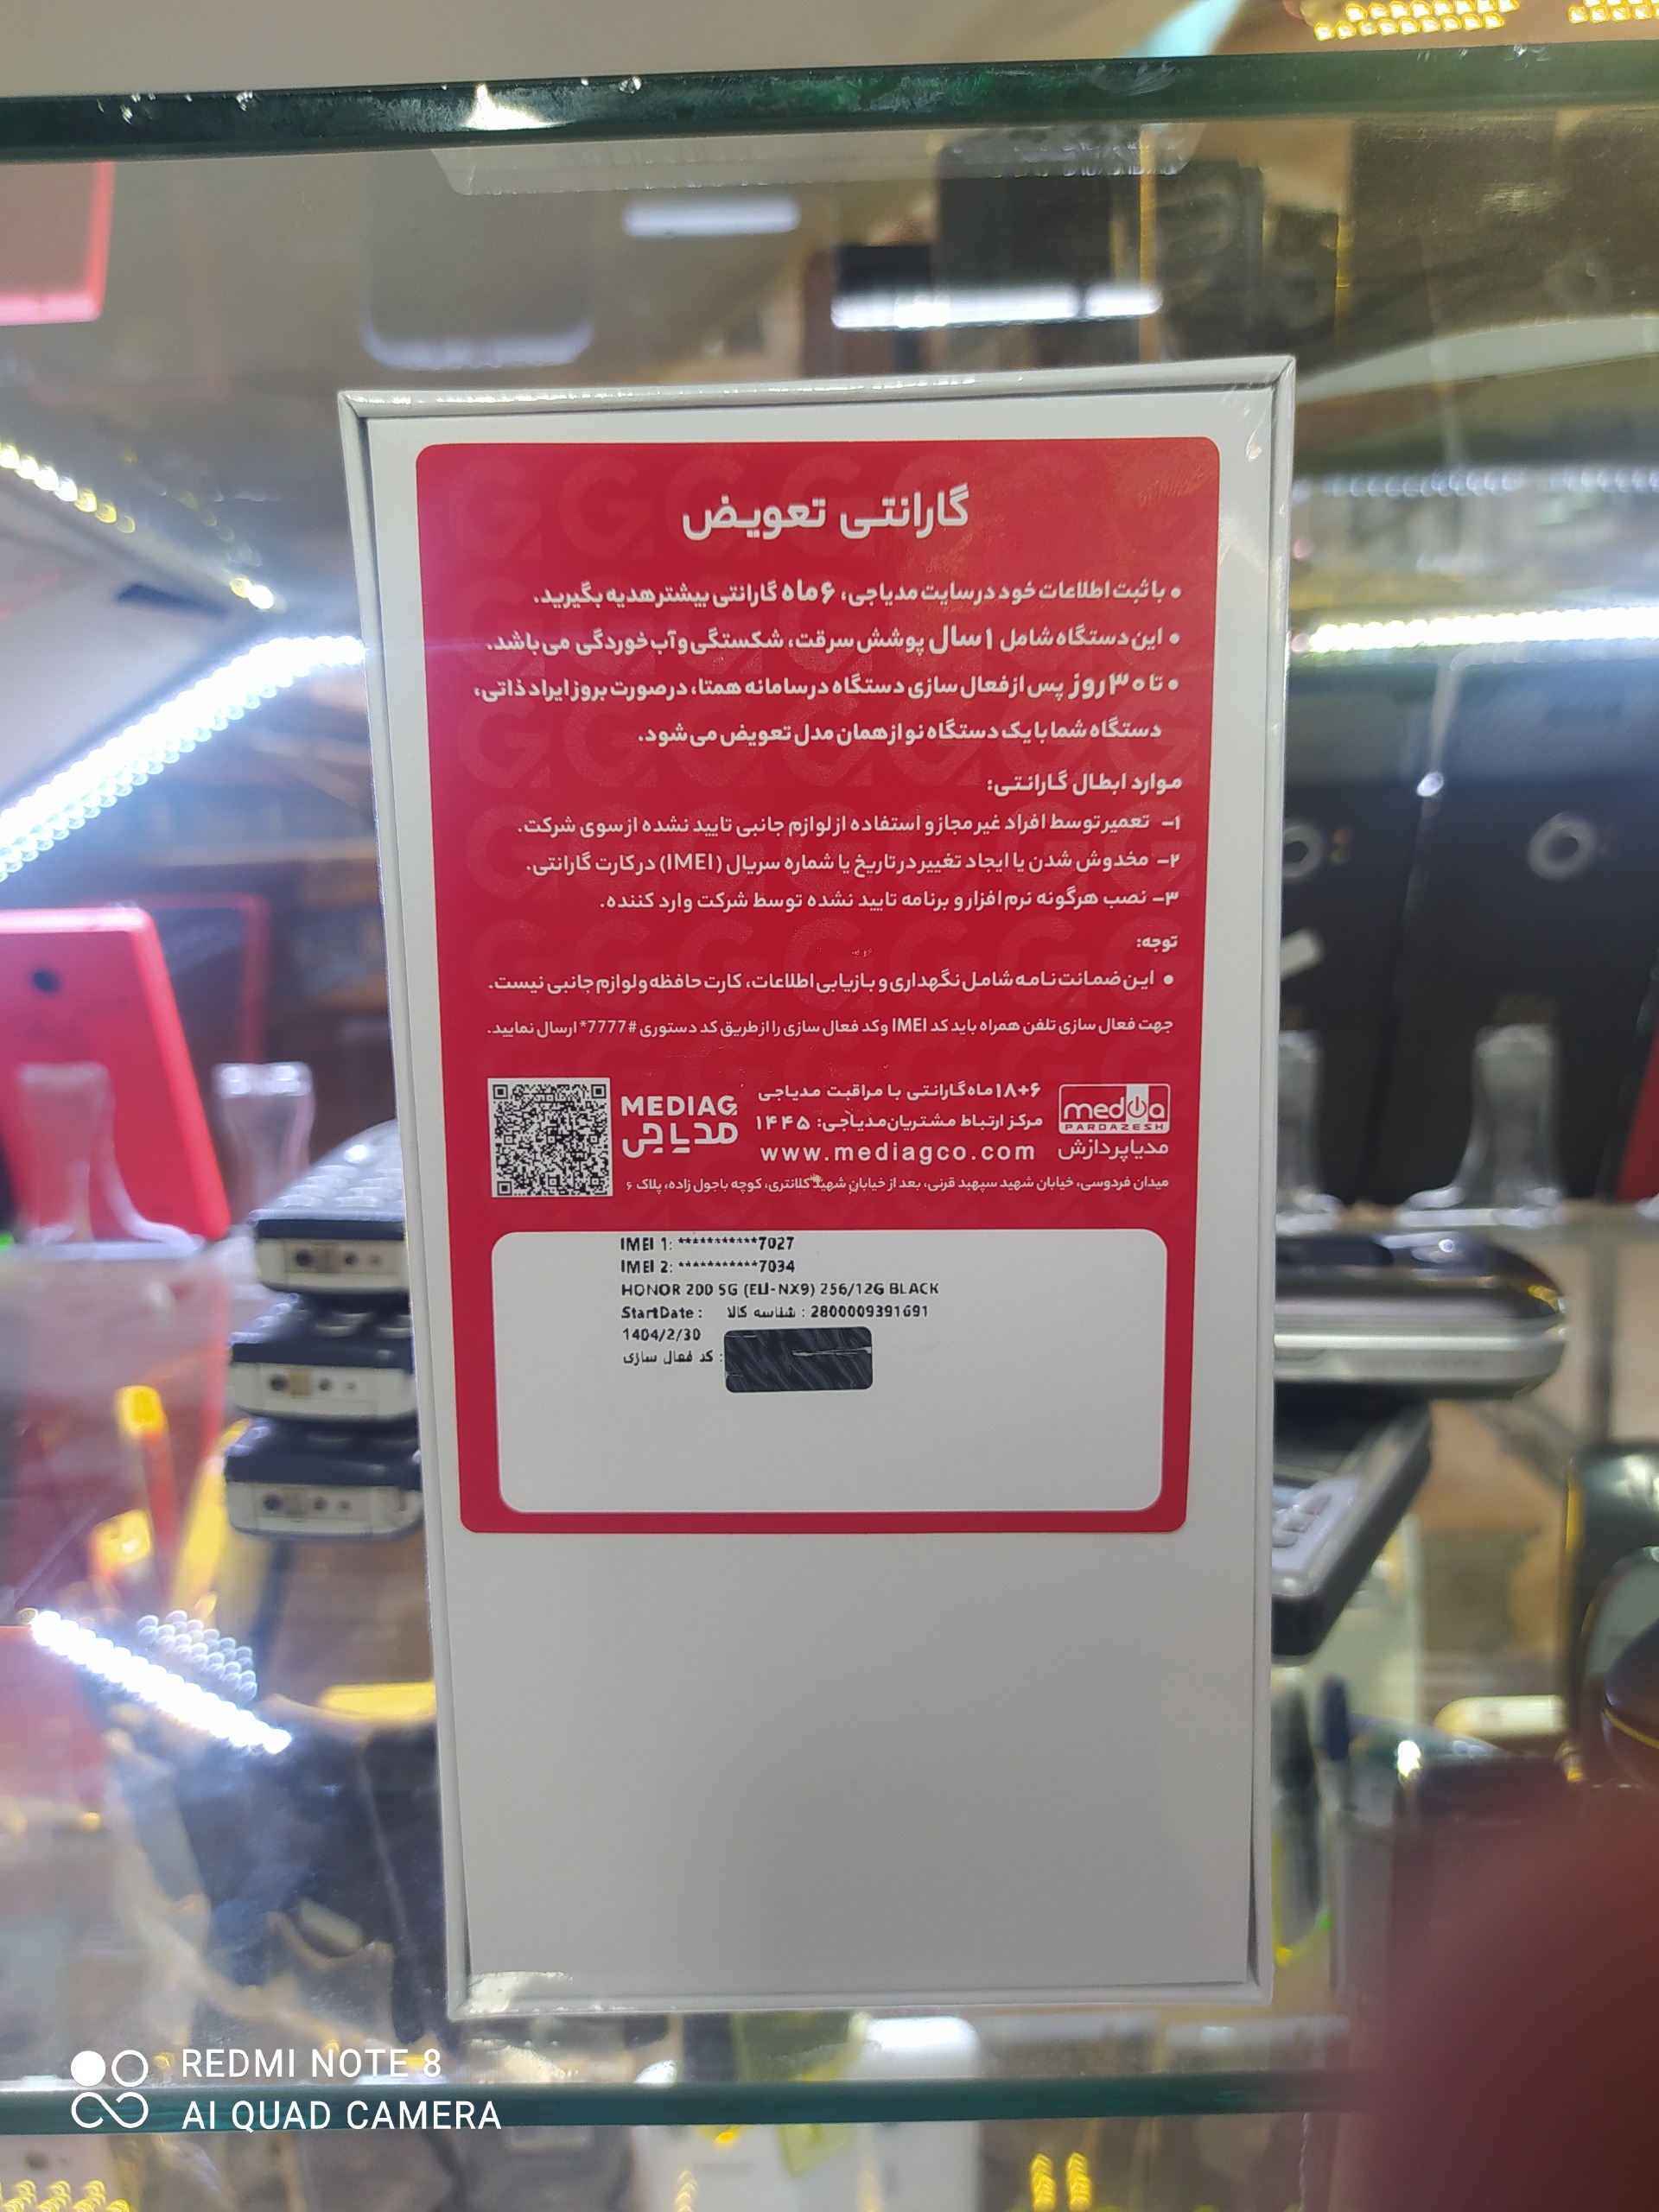 گارانتی تعویض
• با ثبت اطلاعات خود در سایت مدیاجی، ۶ ماه گارانتی بیشتر هدیه بگیرید.
• این دستگاه شامل ۱ سال پوشش سرقت، شکستگی و آب خوردگی می باشد.
• تا ۳۰ روز پس از فعال سازی دستگاه در سامانه همتا، در صورت بروز ایراد ذاتی،
دستگاه شما با یک دستگاه نو از همان مدل تعویض می شود.
موارد ابطال گارانتی:
۱- تعمیر توسط افراد غیر مجاز و استفاده از لوازم جانبی تایید نشده از سوی شرکت.
۲- مخدوش شدن یا ایجاد تغییر در تاریخ یا شماره سریال (IMEI) در کارت گارانتی.
۳- نصب هرگونه نرم افزار و برنامه تایید نشده توسط شرکت وارد کننده.
توجه:
• این ضمانت نامه شامل نگهداری و بازیابی اطلاعات، کارت حافظه و لوازم جانبی نیست.
جهت فعال سازی تلفن همراه باید کد IMEI وکد فعال سازی را از طریق کد دستوری #7777* ارسال نمایید.
media
PARDAZESH
مدیا پردازش
۱۸+۶ ماه گارانتی با مراقبت مدیاجی
مرکز ارتباط مشتریان مدیاجی: ۱۴۴۵
www.mediagco.com
MEDIAG
مدیاجی
میدان فردوسی، خیابان شهید سپهبد قرنی، بعد از خیابان شهید کلانتری، کوچه باجول زاده، پلاک ۶
IMEI 1: ***********7027
IMEI 2: ***********7034
HONOR 200 5G (ELI-NX9) 256/12G BLACK
StartDate : شناسه کالا : 2800009391691
1404/2/30
کد فعال سازی :
REDMI NOTE 8
AI QUAD CAMERA